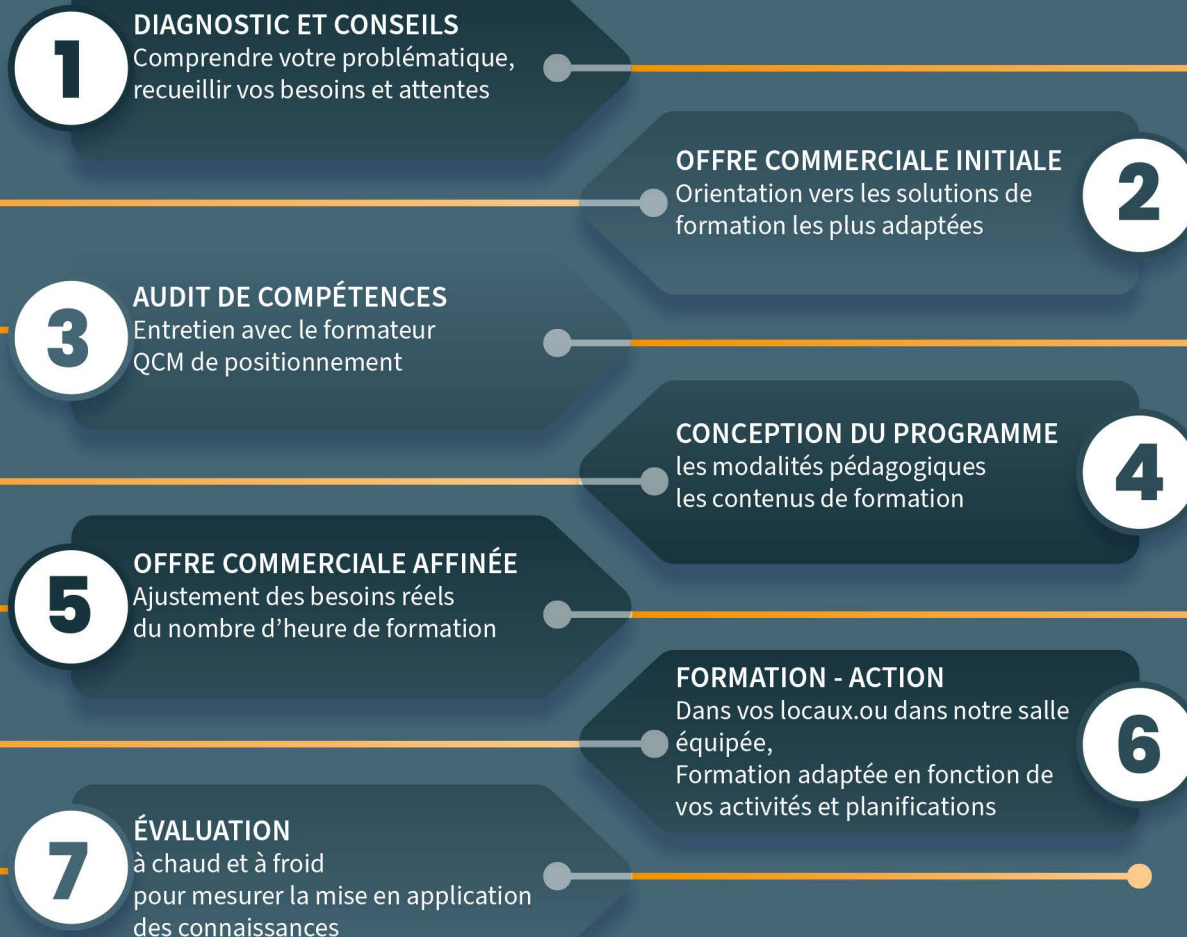 1
DIAGNOSTIC ET CONSEILS
Comprendre votre problématique,
recueillir vos besoins et attentes
2
OFFRE COMMERCIALE INITIALE
Orientation vers les solutions de
formation les plus adaptées
3
AUDIT DE COMPÉTENCES
Entretien avec le formateur
QCM de positionnement
4
CONCEPTION DU PROGRAMME
les modalités pédagogiques
les contenus de formation
5
OFFRE COMMERCIALE AFFINÉE
Ajustement des besoins réels
du nombre d’heure de formation
6
FORMATION - ACTION
Dans vos locaux.ou dans notre salle
équipée,
Formation adaptée en fonction de
vos activités et planifications
7
ÉVALUATION
à chaud et à froid
pour mesurer la mise en application
des connaissances